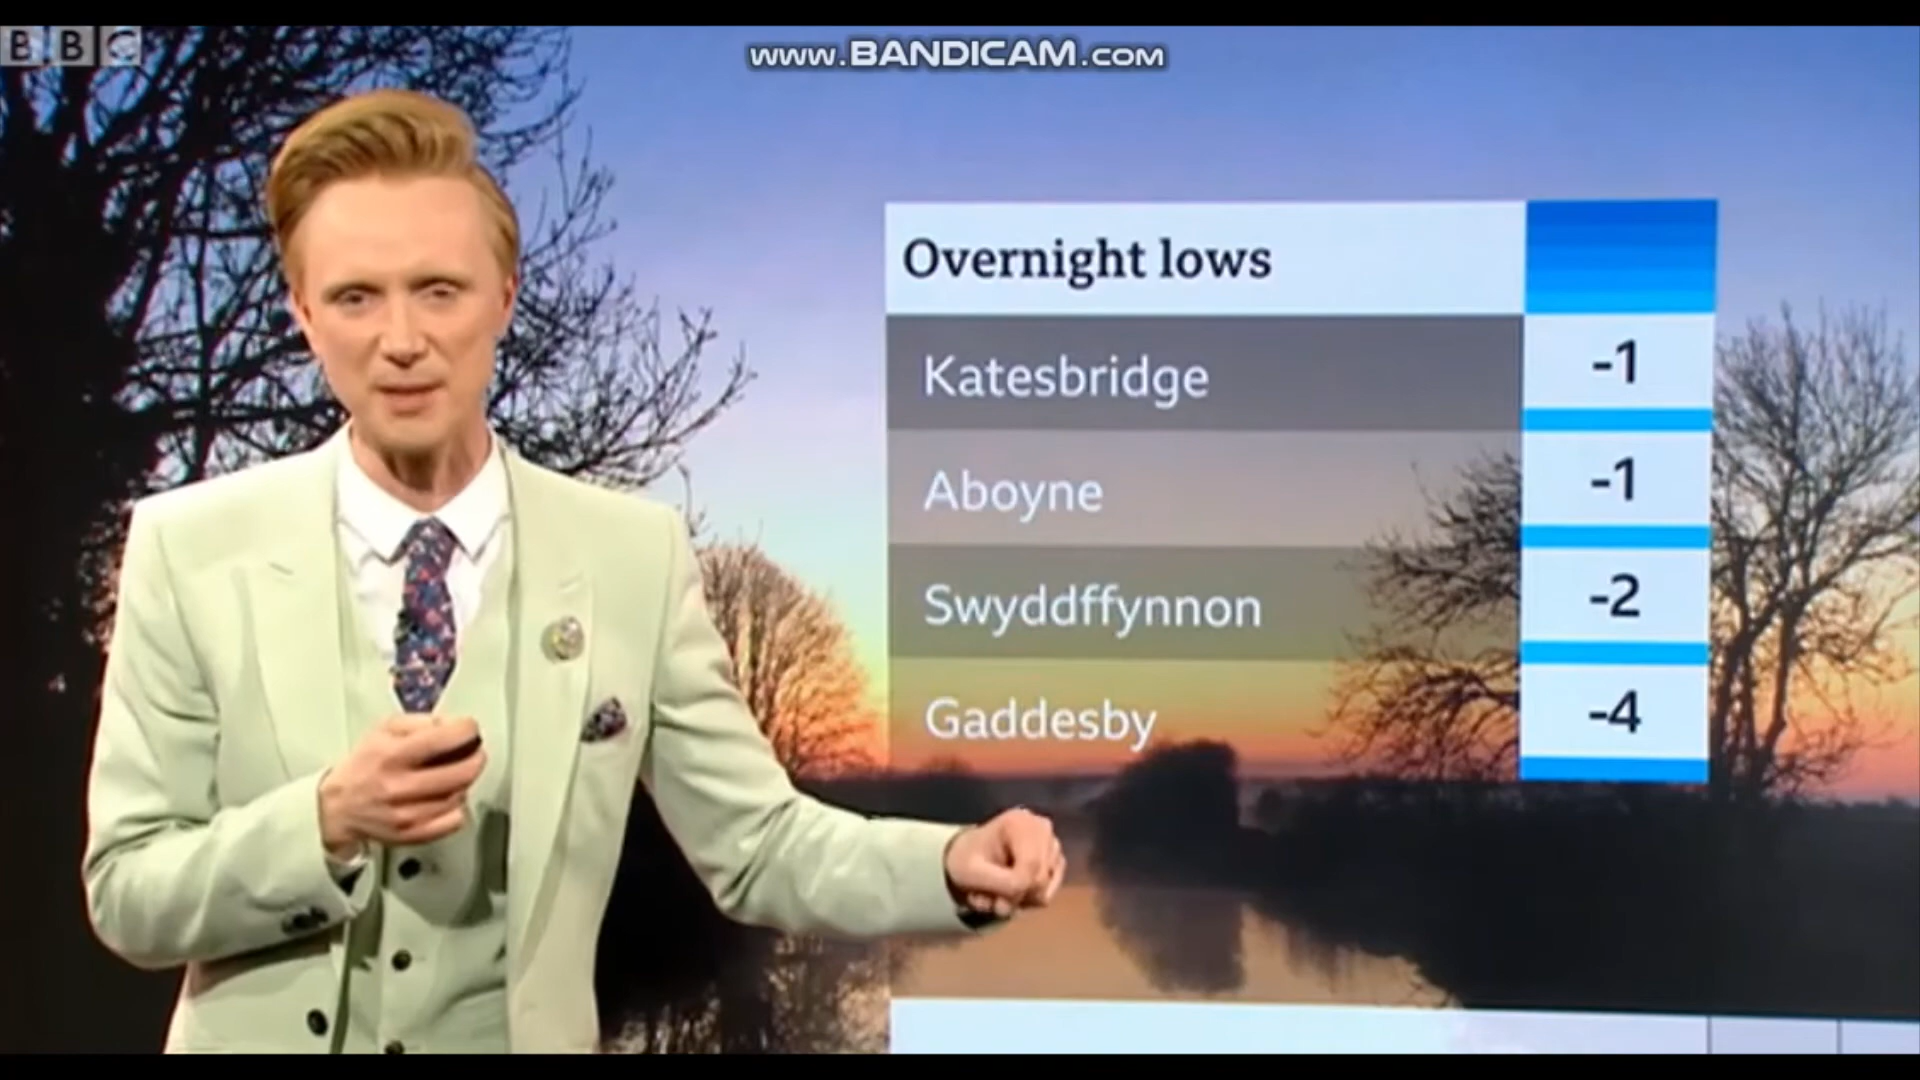 BBC
www.BANDICAM.com
Overnight lows
Katesbridge -1
Aboyne -1
Swyddffynnon -2
Gaddesby -4